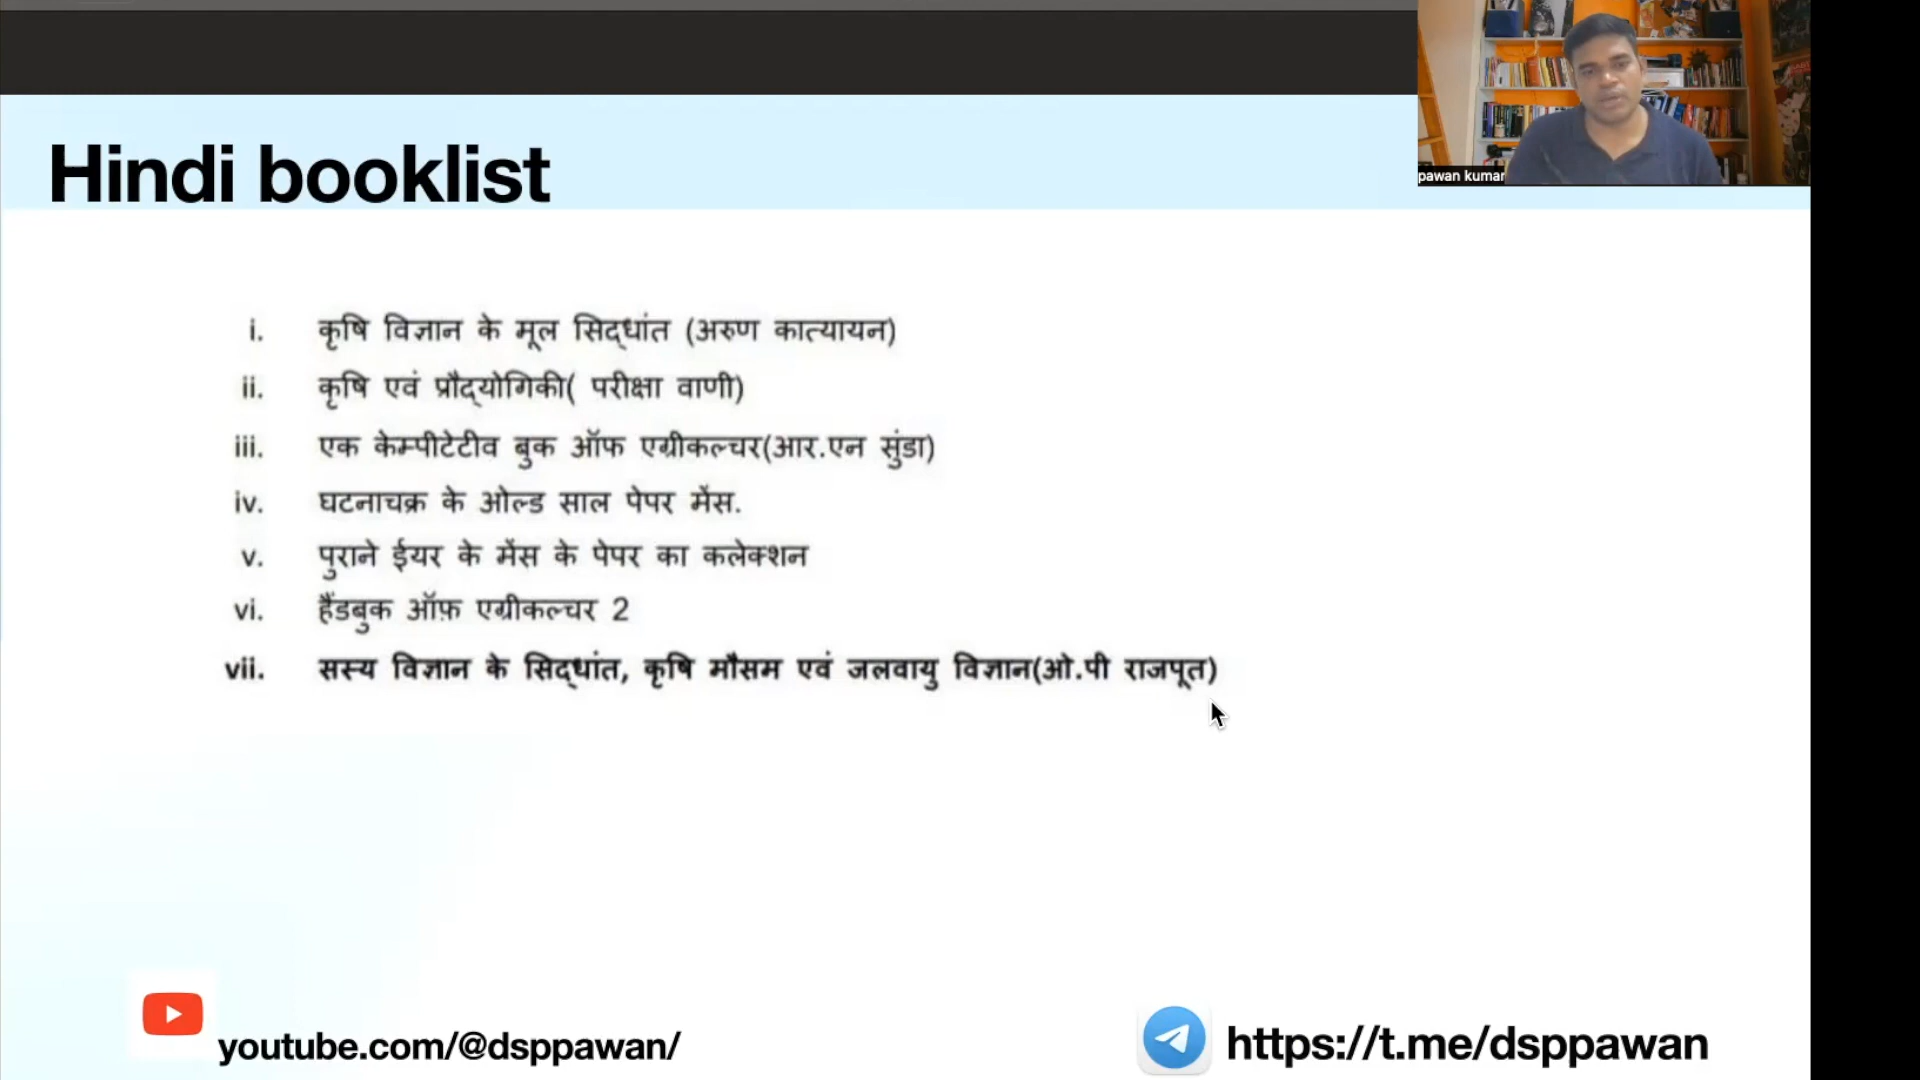 pawan kumar
Hindi booklist
i. कृषि विज्ञान के मूल सिद्धांत (अरुण कात्यायन)
ii. कृषि एवं प्रौद्योगिकी( परीक्षा वाणी)
iii. एक केम्पीटेटीव बुक ऑफ एग्रीकल्चर(आर.एन सुंडा)
iv. घटनाचक्र के ओल्ड साल पेपर मेंस.
v. पुराने ईयर के मेंस के पेपर का कलेक्शन
vi. हैंडबुक ऑफ़ एग्रीकल्चर 2
vii. सस्य विज्ञान के सिद्धांत, कृषि मौसम एवं जलवायु विज्ञान(ओ.पी राजपूत)
youtube.com/@dsppawan/
https://t.me/dsppawan